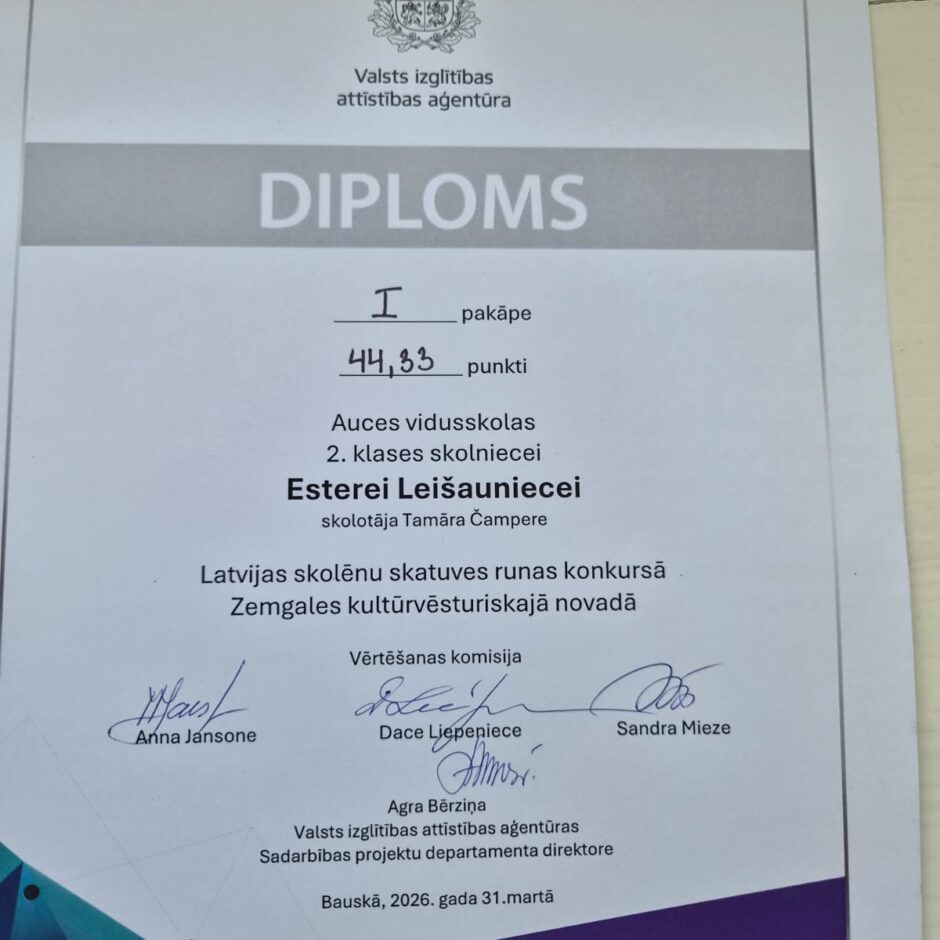 Valsts izglītības
attīstības aģentūra
DIPLOMS
I pakāpe
44,33 punkti
Auces vidusskolas
2. klases skolniecei
Esterei Leišauniecei
skolotāja Tamāra Čampere
Latvijas skolēnu skatuves runas konkursā
Zemgales kultūrvēsturiskajā novadā
Vērtēšanas komisija
Anna Jansone
Dace Liepeniece
Sandra Mieze
Agra Bērziņa
Valsts izglītības attīstības aģentūras
Sadarbības projektu departamenta direktore
Bauskā, 2026. gada 31.martā